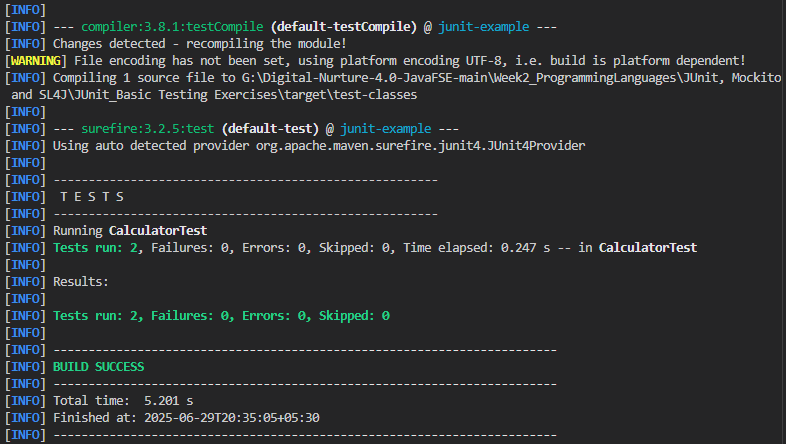 [INFO]
[INFO] --- compiler:3.8.1:testCompile (default-testCompile) @ junit-example ---
[INFO] Changes detected - recompiling the module!
[WARNING] File encoding has not been set, using platform encoding UTF-8, i.e. build is platform dependent!
[INFO] Compiling 1 source file to G:\Digital-Nurture-4.0-JavaFSE-main\Week2_ProgrammingLanguages\JUnit, Mockito
and SL4J\JUnit_Basic Testing Exercises\target\test-classes
[INFO]
[INFO] --- surefire:3.2.5:test (default-test) @ junit-example ---
[INFO] Using auto detected provider org.apache.maven.surefire.junit4.JUnit4Provider
[INFO]
[INFO] -------------------------------------------------------
[INFO]  T E S T S
[INFO] -------------------------------------------------------
[INFO] Running CalculatorTest
[INFO] Tests run: 2, Failures: 0, Errors: 0, Skipped: 0, Time elapsed: 0.247 s -- in CalculatorTest
[INFO]
[INFO] Results:
[INFO]
[INFO] Tests run: 2, Failures: 0, Errors: 0, Skipped: 0
[INFO]
[INFO] ------------------------------------------------------------------------
[INFO] BUILD SUCCESS
[INFO] ------------------------------------------------------------------------
[INFO] Total time:  5.201 s
[INFO] Finished at: 2025-06-29T20:35:05+05:30
[INFO] ------------------------------------------------------------------------